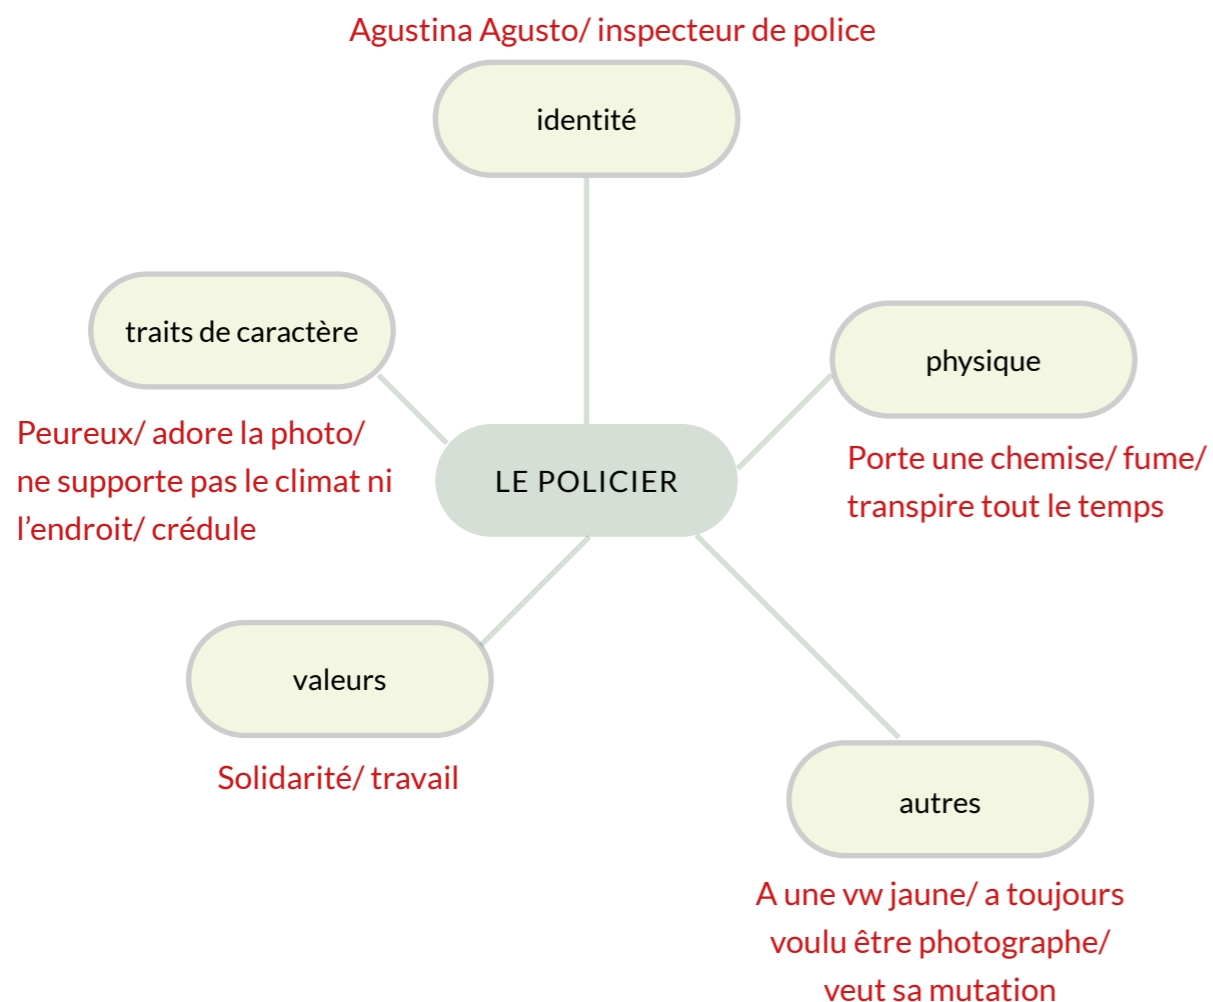 Agustina Agusto/ inspecteur de police
identité
traits de caractère
physique
Peureux/ adore la photo/
ne supporte pas le climat ni
l’endroit/ crédule
LE POLICIER
Porte une chemise/ fume/
transpire tout le temps
valeurs
Solidarité/ travail
autres
A une vw jaune/ a toujours
voulu être photographe/
veut sa mutation